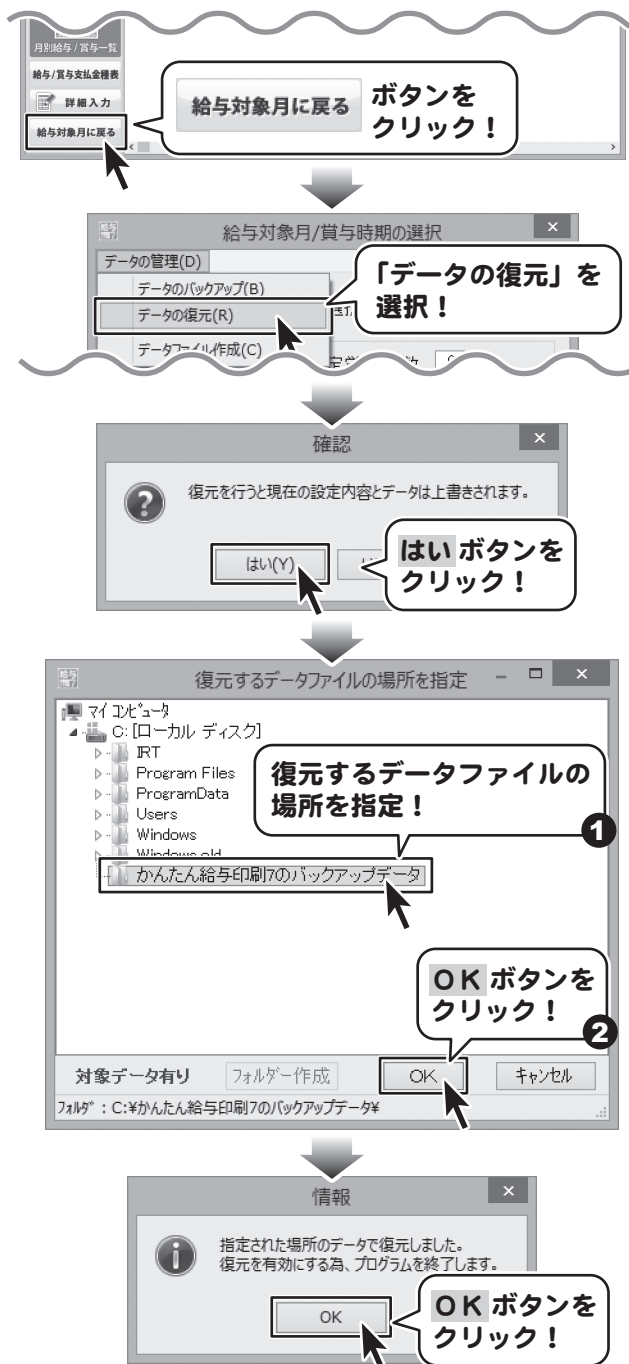 月別給与/賞与一覧
給与/賞与支払金種表
詳細入力
給与対象月に戻る
給与対象月に戻る ボタンを
クリック！
給与対象月/賞与時期の選択
データの管理(D)
データのバックアップ(B)
データの復元(R)
データファイル作成(C)
「データの復元」を
選択！
確認
復元を行うと現在の設定内容とデータは上書きされます。
はい(Y)
はい ボタンを
クリック！
復元するデータファイルの場所を指定
マイ コンピュータ
C:[ローカル ディスク]
IRT
Program Files
ProgramData
Users
Windows
Windows.old
かんたん給与印刷7のバックアップデータ
復元するデータファイルの
場所を指定！
1
OK ボタンを
クリック！
2
対象データ有り
フォルダー作成
OK
キャンセル
フォルダ：C:¥かんたん給与印刷7のバックアップデータ¥
情報
指定された場所のデータで復元しました。
復元を有効にする為、プログラムを終了します。
OK
OK ボタンを
クリック！